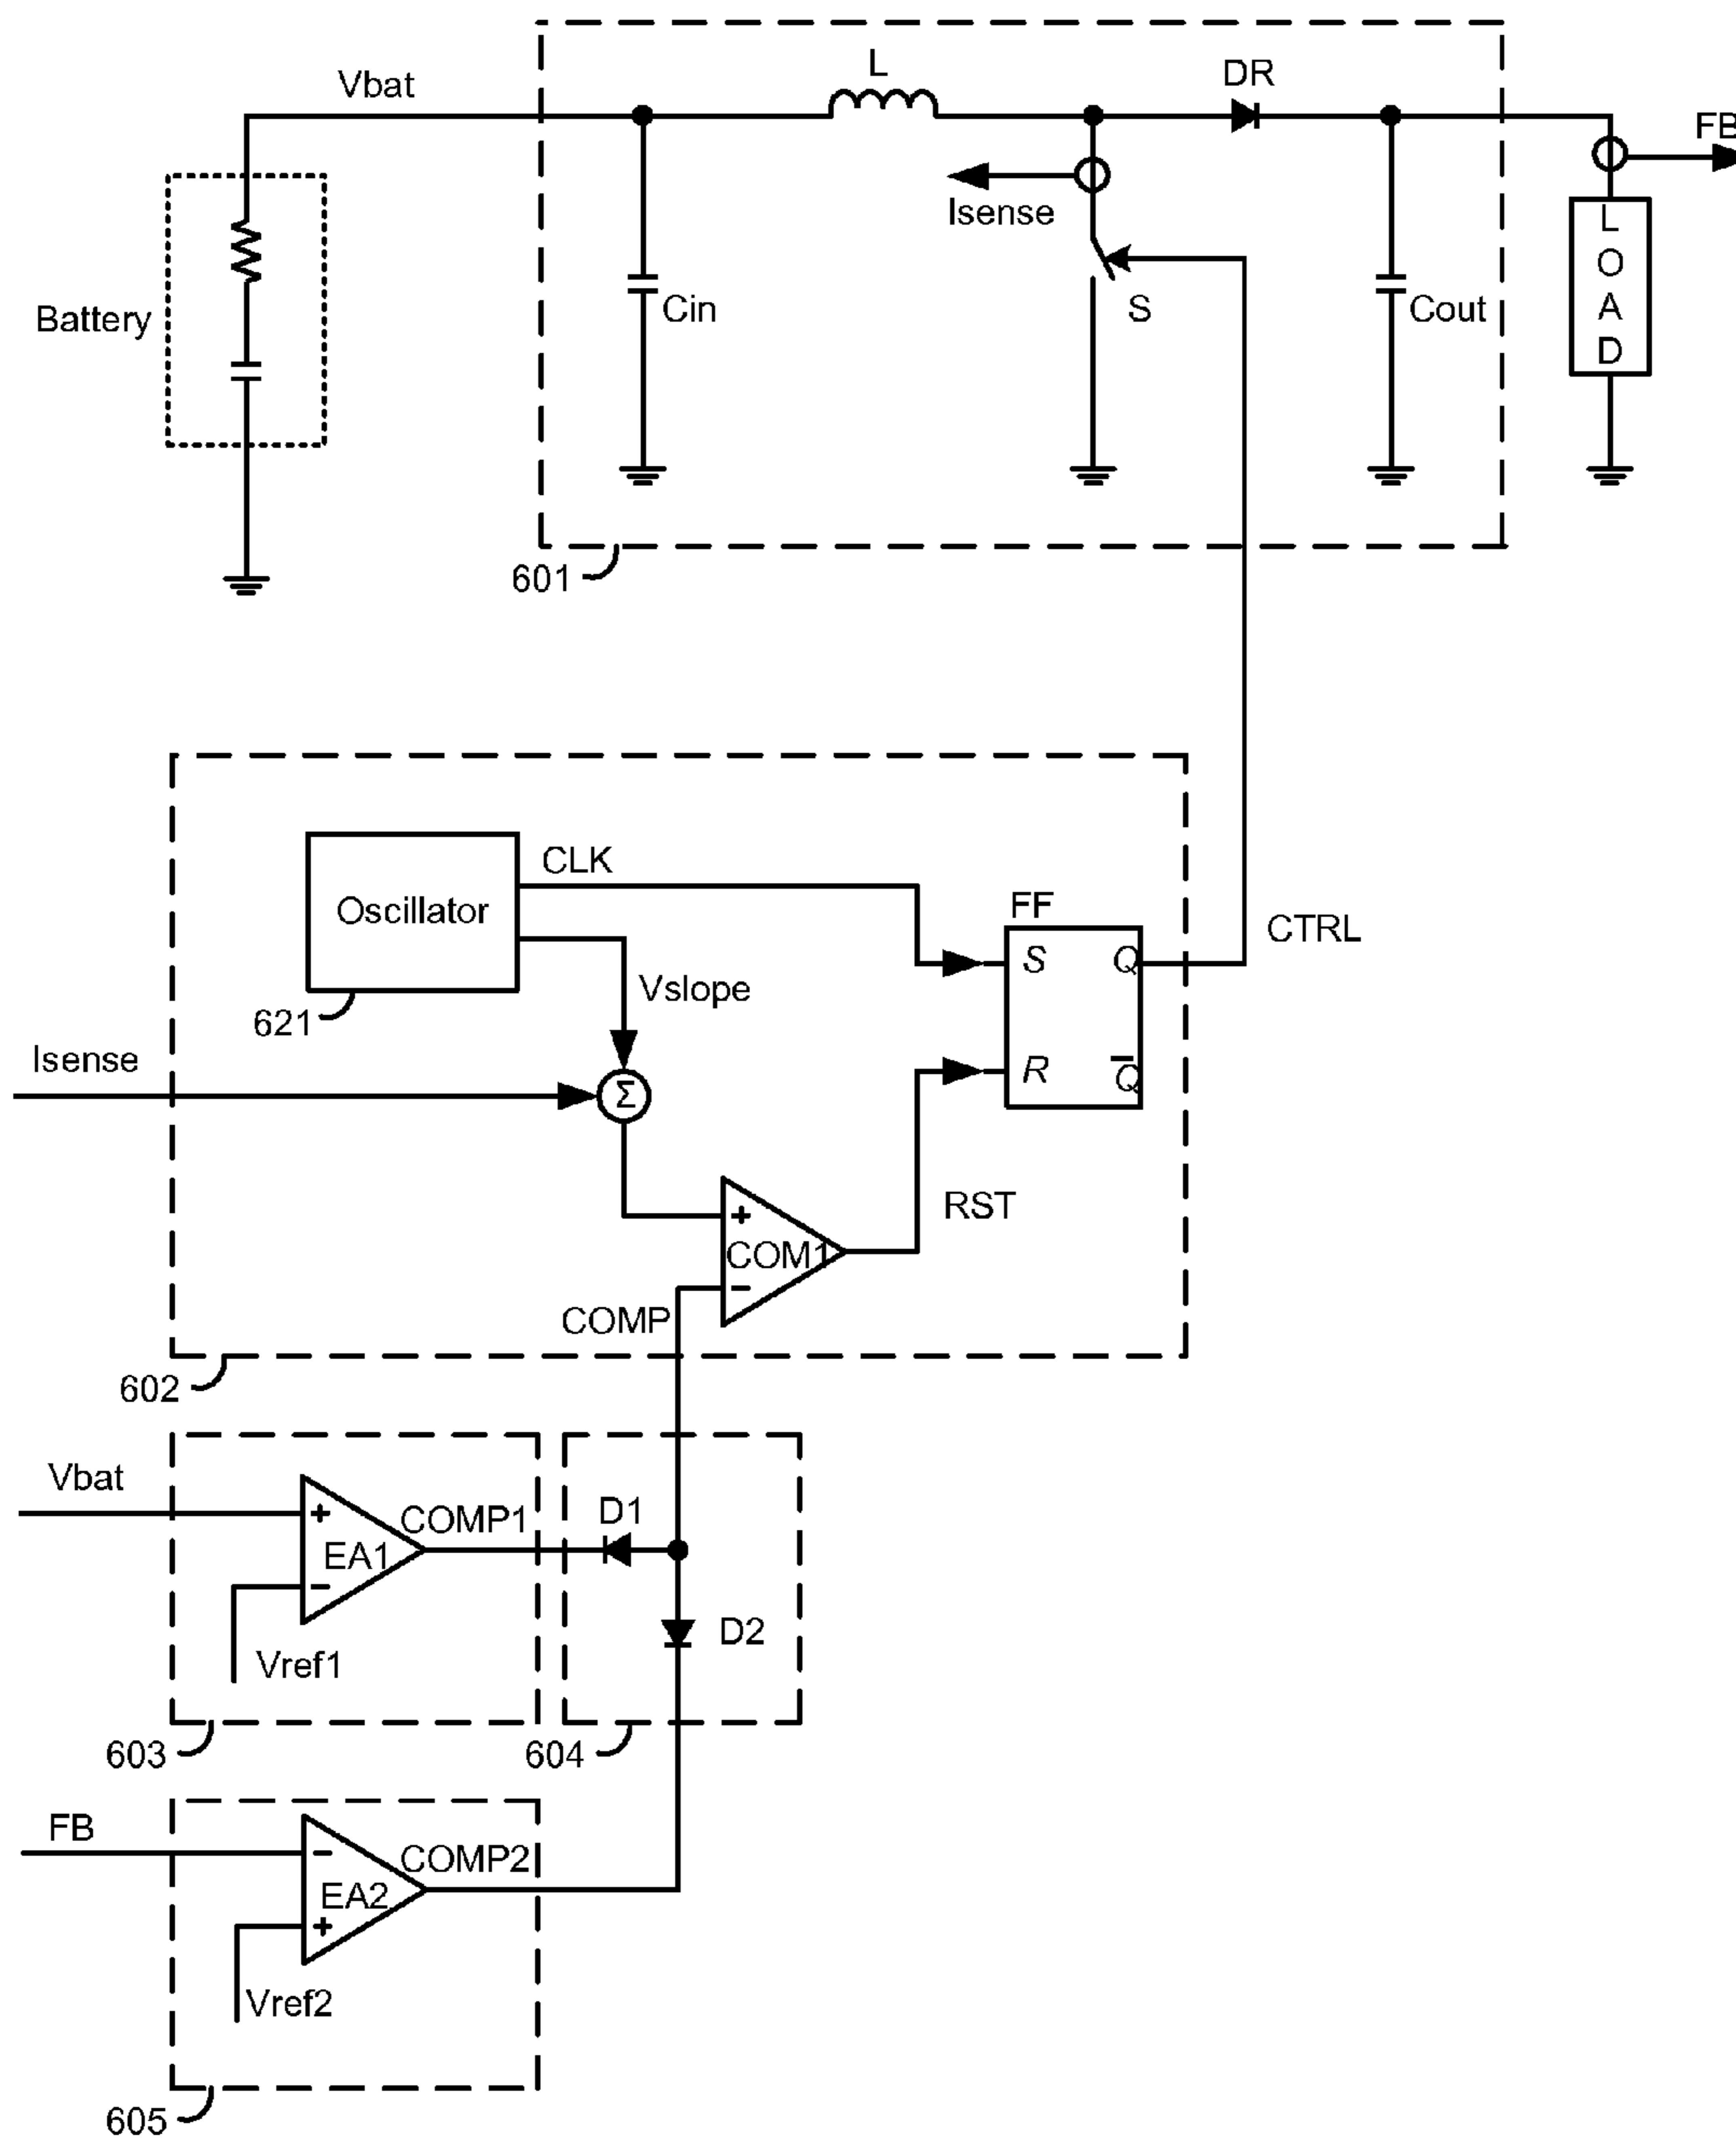 Vbat
L
DR
FB
Isense
L
O
A
D
Battery
Cin
S
Cout
601
CLK
Oscillator
FF
S
Q
CTRL
Vslope
621
Isense
Σ
R
Q̅
RST
+
COM1
−
COMP
602
Vbat
D1
+
COMP1
EA1
−
D2
Vref1
603
604
FB
−
COMP2
EA2
+
Vref2
605